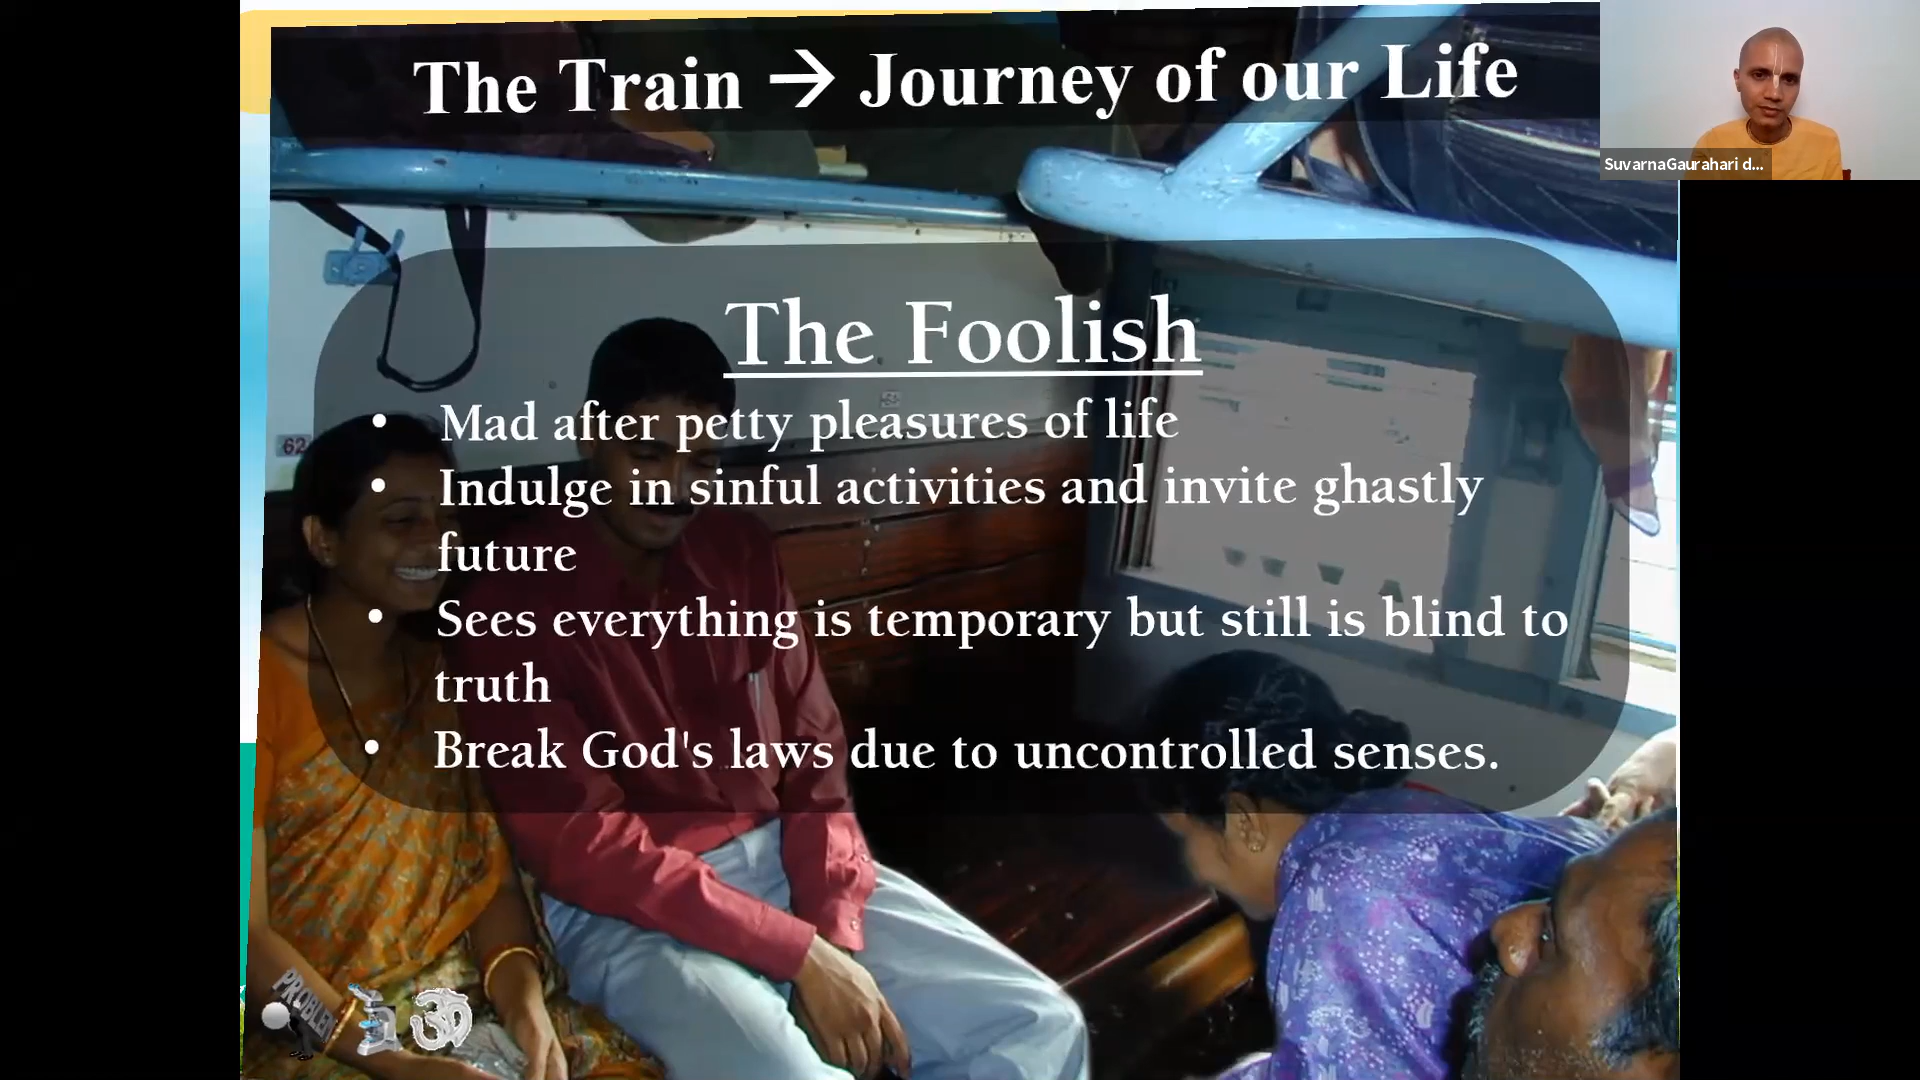 The Train → Journey of our Life
SuvarnaGaurahari d...
The Foolish
• Mad after petty pleasures of life
• Indulge in sinful activities and invite ghastly
future
• Sees everything is temporary but still is blind to
truth
• Break God's laws due to uncontrolled senses.
62
PROBLEM
ॐ